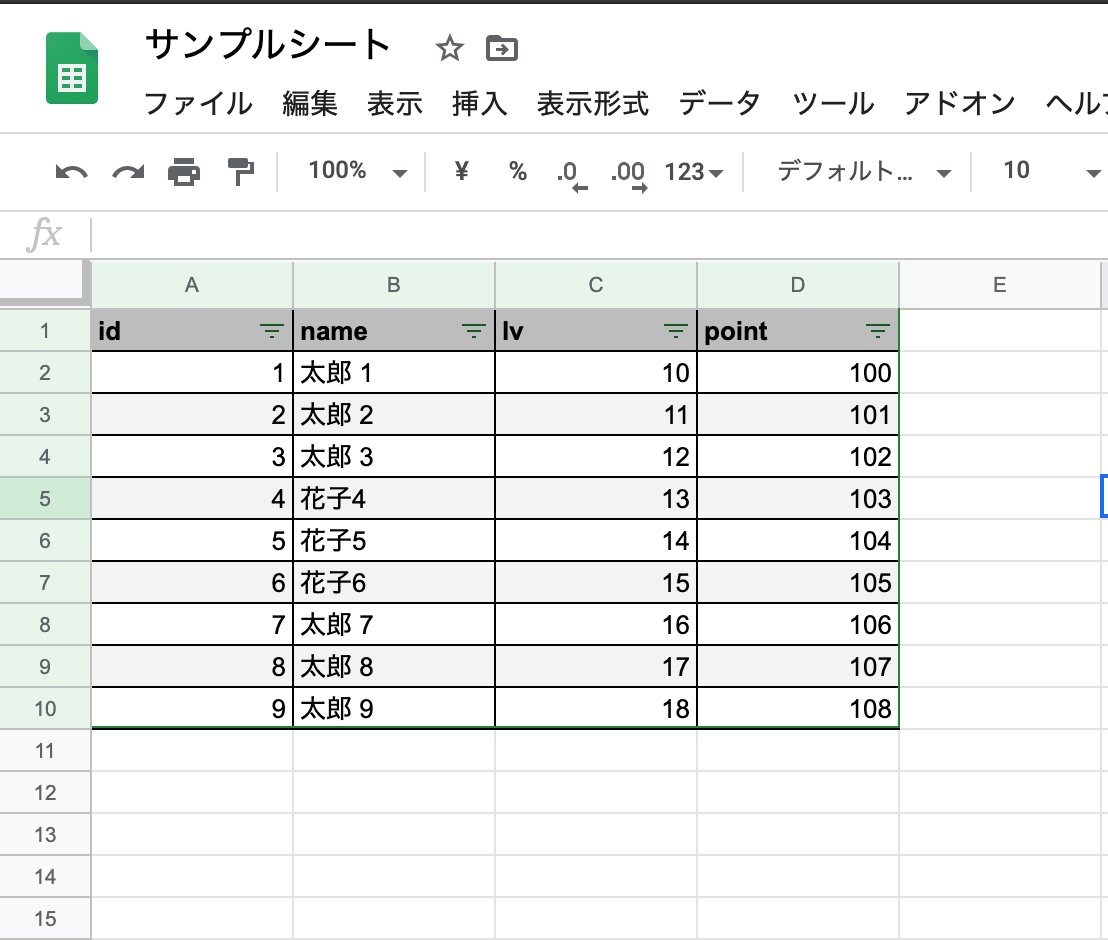 サンプルシート
ファイル 編集 表示 挿入 表示形式 データ ツール アドオン ヘルプ
100% ¥ % .0 .00 123 デフォルト... 10
fx
A B C D E
1 id name lv point
2 1 太郎 1 10 100
3 2 太郎 2 11 101
4 3 太郎 3 12 102
5 4 花子4 13 103
6 5 花子5 14 104
7 6 花子6 15 105
8 7 太郎 7 16 106
9 8 太郎 8 17 107
10 9 太郎 9 18 108
11
12
13
14
15